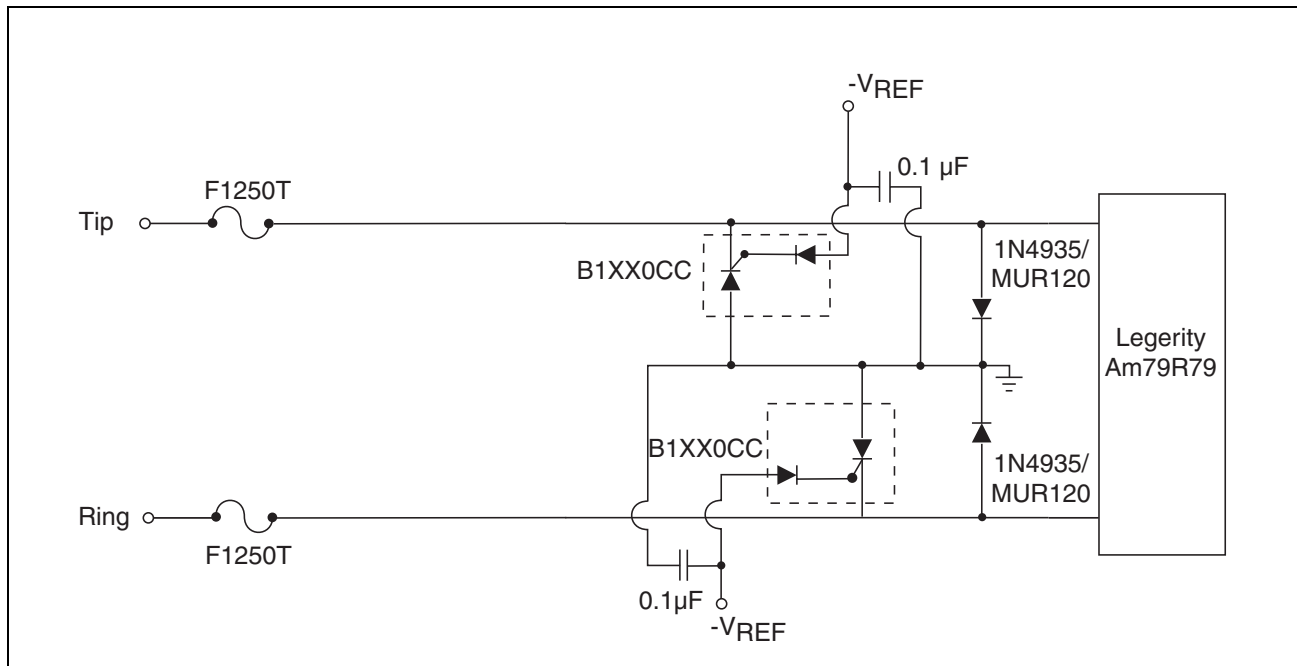 -VREF
0.1 µF
F1250T
Tip
B1XX0CC
1N4935/
MUR120
Legerity
Am79R79
B1XX0CC
1N4935/
MUR120
Ring
F1250T
0.1µF
-VREF